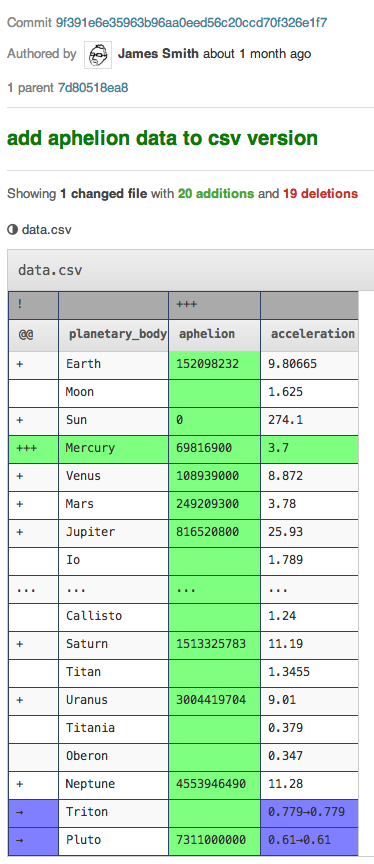 Commit 9f391e6e35963b96aa0eed56c20ccd70f326e1f7
Authored by James Smith about 1 month ago
1 parent 7d80518ea8
add aphelion data to csv version
Showing 1 changed file with 20 additions and 19 deletions
data.csv
data.csv
! +++
@@ planetary_body aphelion acceleration
+ Earth 152098232 9.80665
Moon 1.625
+ Sun 0 274.1
+++ Mercury 69816900 3.7
+ Venus 108939000 8.872
+ Mars 249209300 3.78
+ Jupiter 816520800 25.93
Io 1.789
... ... ... ...
Callisto 1.24
+ Saturn 1513325783 11.19
Titan 1.3455
+ Uranus 3004419704 9.01
Titania 0.379
Oberon 0.347
+ Neptune 4553946490 11.28
→ Triton 0.779→0.779
→ Pluto 7311000000 0.61→0.61